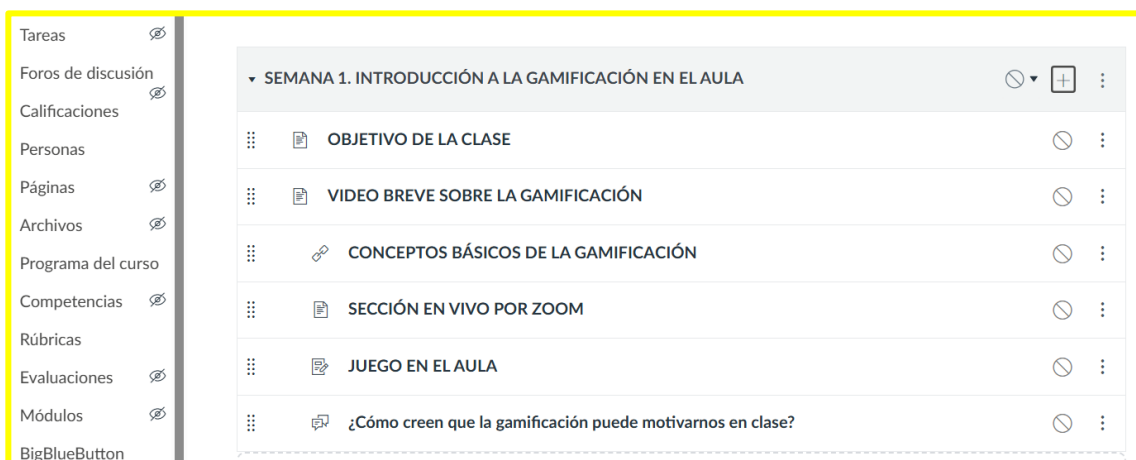 Tareas
Foros de discusión
Calificaciones
Personas
Páginas
Archivos
Programa del curso
Competencias
Rúbricas
Evaluaciones
Módulos
BigBlueButton
SEMANA 1. INTRODUCCIÓN A LA GAMIFICACIÓN EN EL AULA
OBJETIVO DE LA CLASE
VIDEO BREVE SOBRE LA GAMIFICACIÓN
CONCEPTOS BÁSICOS DE LA GAMIFICACIÓN
SECCIÓN EN VIVO POR ZOOM
JUEGO EN EL AULA
¿Cómo creen que la gamificación puede motivarnos en clase?